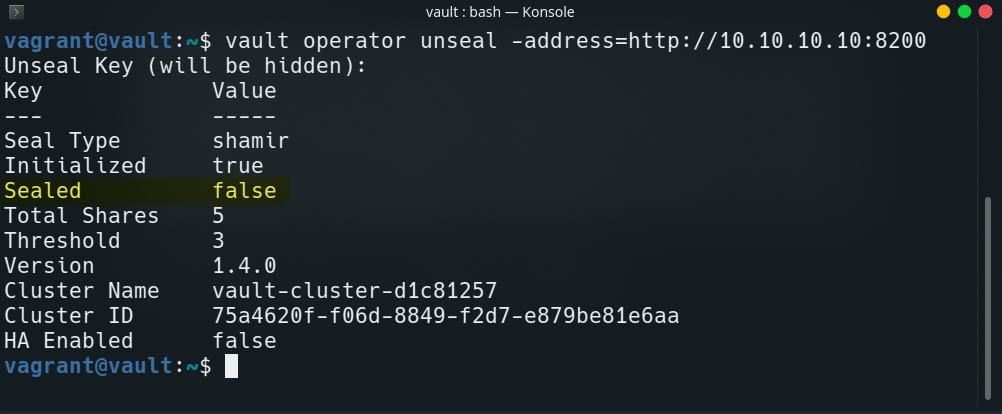 vault : bash — Konsole
vagrant@vault:~$ vault operator unseal -address=http://10.10.10.10:8200
Unseal Key (will be hidden):
Key                Value
---                -----
Seal Type          shamir
Initialized        true
Sealed             false
Total Shares       5
Threshold          3
Version            1.4.0
Cluster Name       vault-cluster-d1c81257
Cluster ID         75a4620f-f06d-8849-f2d7-e879be81e6aa
HA Enabled         false
vagrant@vault:~$